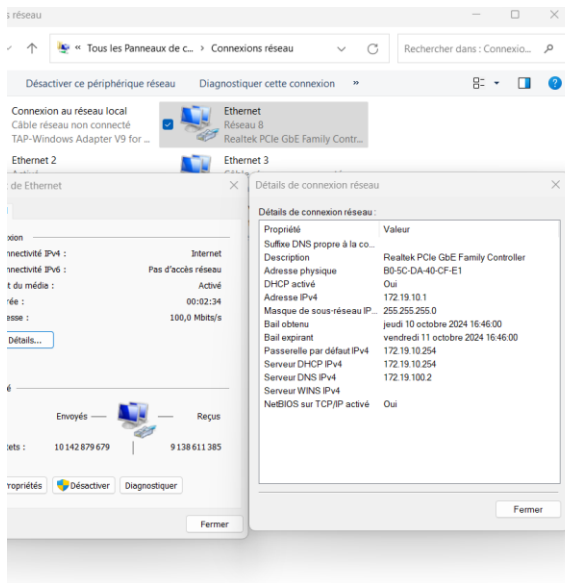 s réseau
« Tous les Panneaux de c... > Connexions réseau
Rechercher dans : Connexio...
Désactiver ce périphérique réseau Diagnostiquer cette connexion »
Connexion au réseau local
Câble réseau non connecté
TAP-Windows Adapter V9 for ...
Ethernet
Réseau 8
Realtek PCIe GbE Family Contr...
Ethernet 2
Ethernet 3
de Ethernet
xion
nnectivité IPv4 : Internet
nnectivité IPv6 : Pas d'accès réseau
t du média : Activé
rée : 00:02:34
esse : 100,0 Mbits/s
Détails...
é
Envoyés — Reçus
tets : 10 142 879 679 | 9 138 611 385
ropriétés Désactiver Diagnostiquer
Fermer
Détails de connexion réseau
Détails de connexion réseau :
Propriété Valeur
Suffixe DNS propre à la co...
Description Realtek PCIe GbE Family Controller
Adresse physique B0-5C-DA-40-CF-E1
DHCP activé Oui
Adresse IPv4 172.19.10.1
Masque de sous-réseau IP... 255.255.255.0
Bail obtenu jeudi 10 octobre 2024 16:46:00
Bail expirant vendredi 11 octobre 2024 16:46:00
Passerelle par défaut IPv4 172.19.10.254
Serveur DHCP IPv4 172.19.10.254
Serveur DNS IPv4 172.19.100.2
Serveur WINS IPv4
NetBIOS sur TCP/IP activé Oui
Fermer